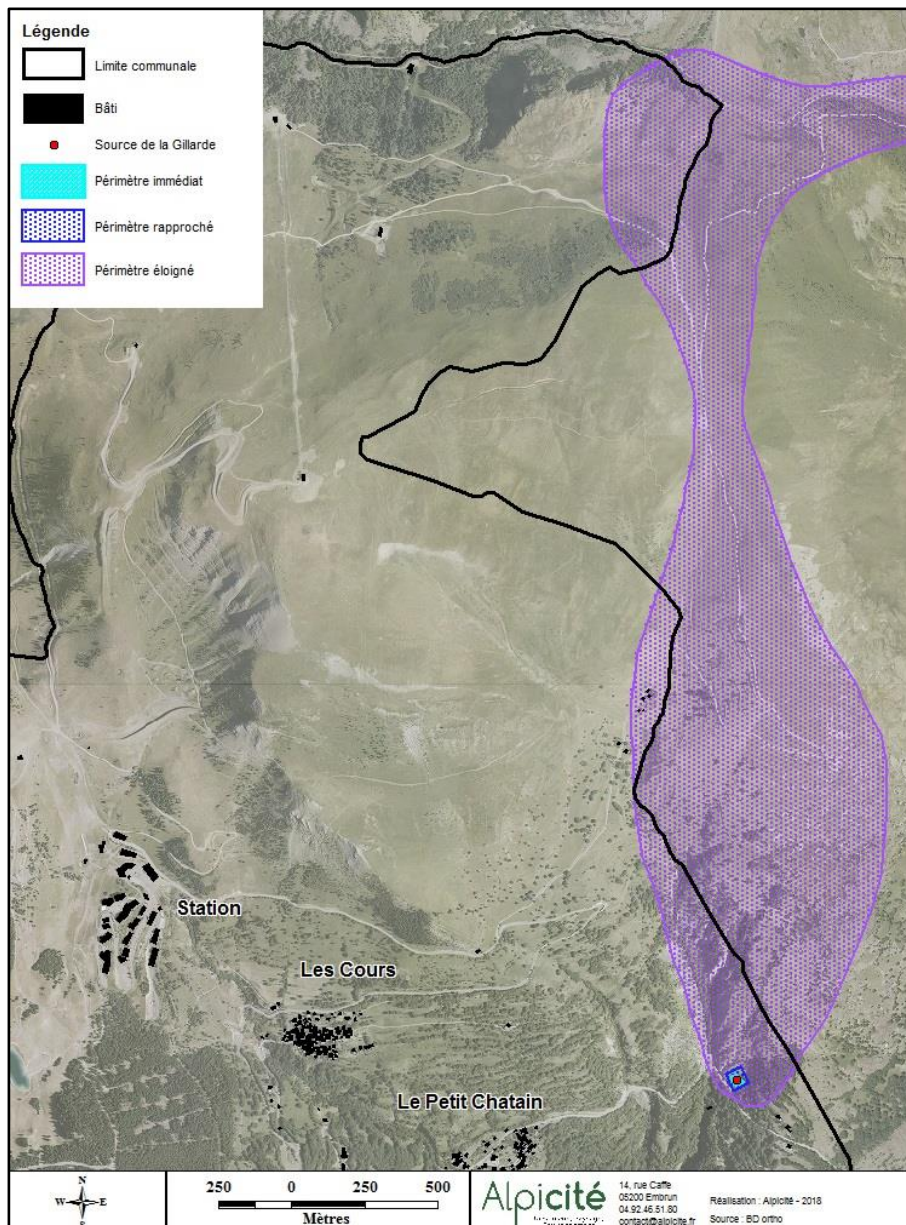 Légende
Limite communale
Bâti
Source de la Gillarde
Périmètre immédiat
Périmètre rapproché
Périmètre éloigné
Station
Les Cours
Le Petit Chatain
N
W E
250 0 250 500
Mètres
Alpicité
14, rue Caffe
05200 Embrun
04.92.46.51.80
contact@alpicite.fr
Réalisation : Alpicité - 2018
Source : BD ortho